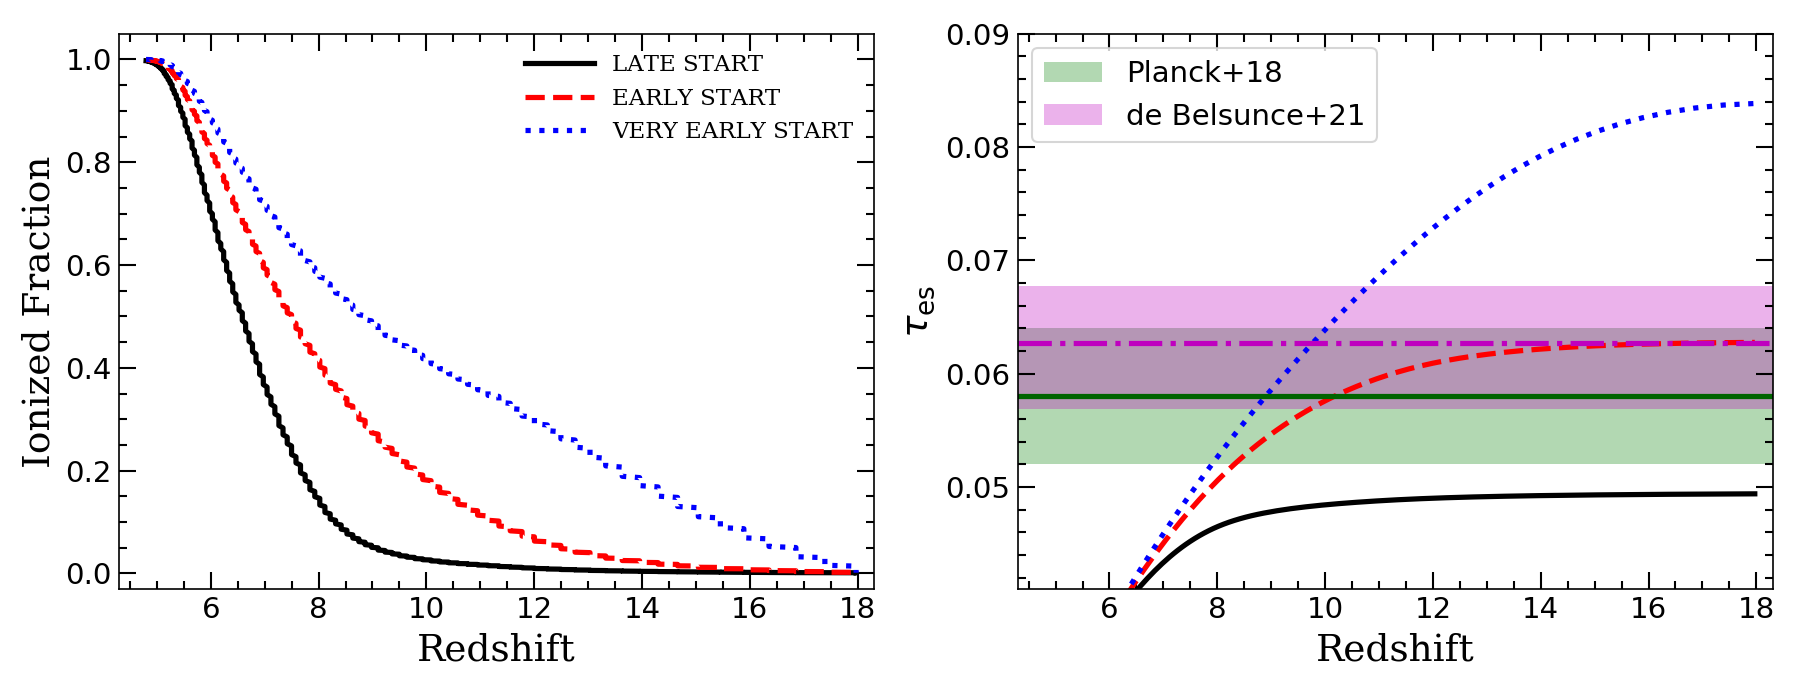 1.0
0.8
0.6
0.4
0.2
0.0
Ionized Fraction
LATE START
EARLY START
VERY EARLY START
6 8 10 12 14 16 18
Redshift
0.09
0.08
0.07
0.06
0.05
τes
Planck+18
de Belsunce+21
6 8 10 12 14 16 18
Redshift